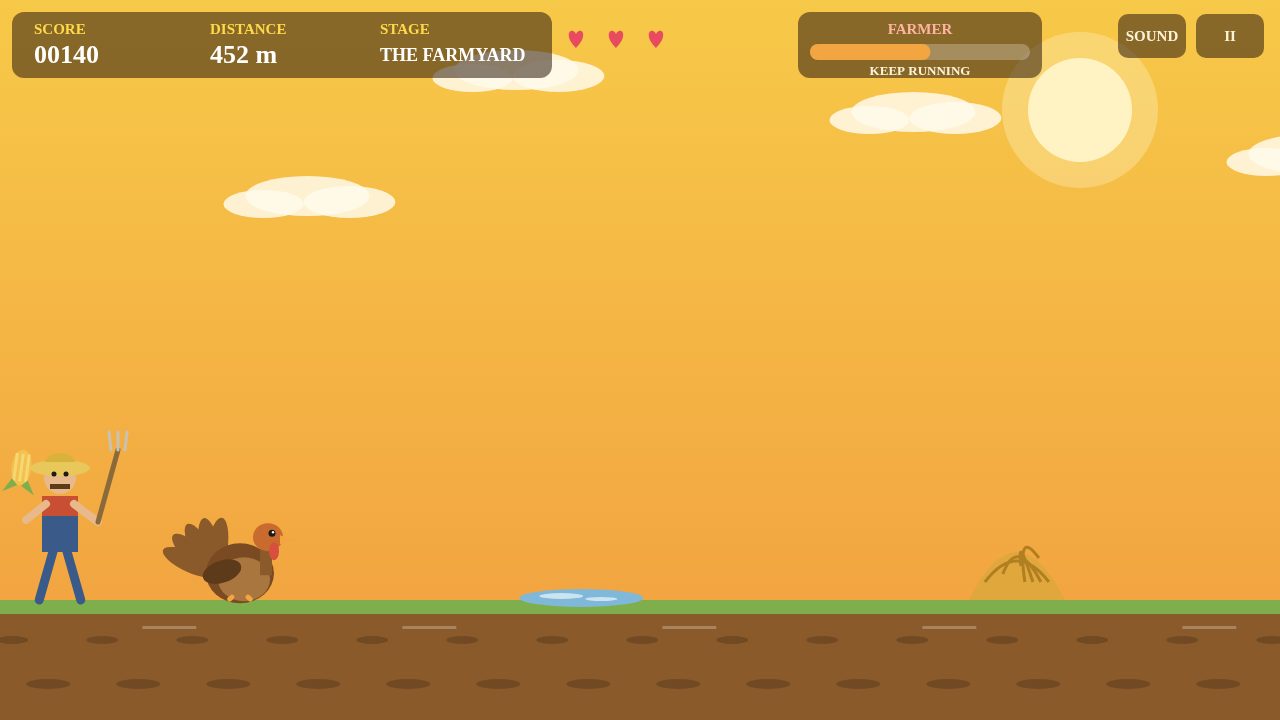 SCORE
00140
DISTANCE
452 m
STAGE
THE FARMYARD
FARMER
KEEP RUNNING
SOUND
II